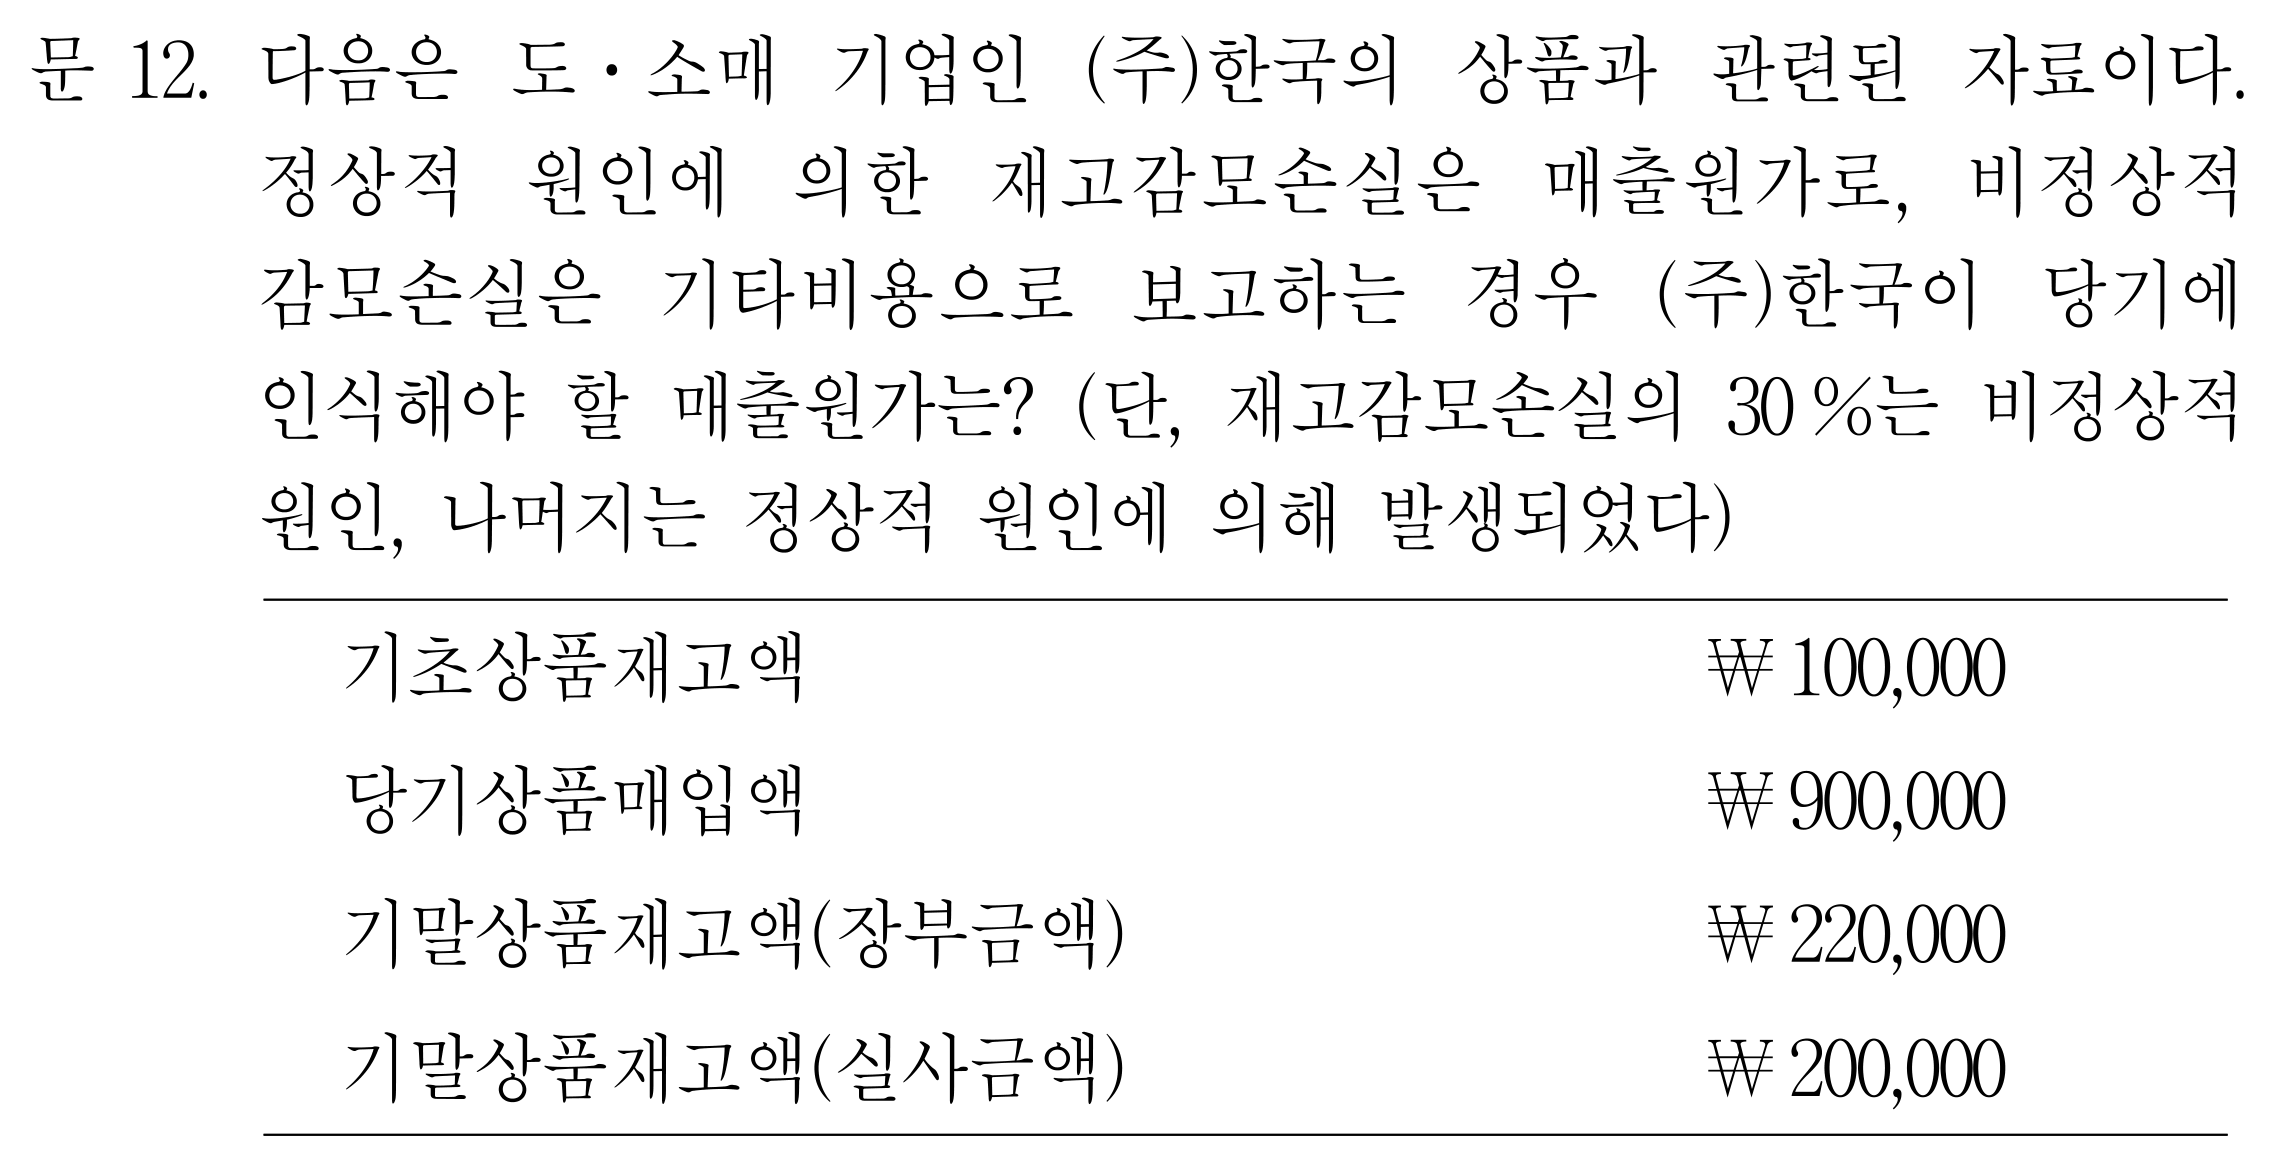 문 12. 다음은 도·소매 기업인 (주)한국의 상품과 관련된 자료이다.
정상적 원인에 의한 재고감모손실은 매출원가로, 비정상적
감모손실은 기타비용으로 보고하는 경우 (주)한국이 당기에
인식해야 할 매출원가는? (단, 재고감모손실의 30 %는 비정상적
원인, 나머지는 정상적 원인에 의해 발생되었다)
기초상품재고액 ₩ 100,000
당기상품매입액 ₩ 900,000
기말상품재고액(장부금액) ₩ 220,000
기말상품재고액(실사금액) ₩ 200,000